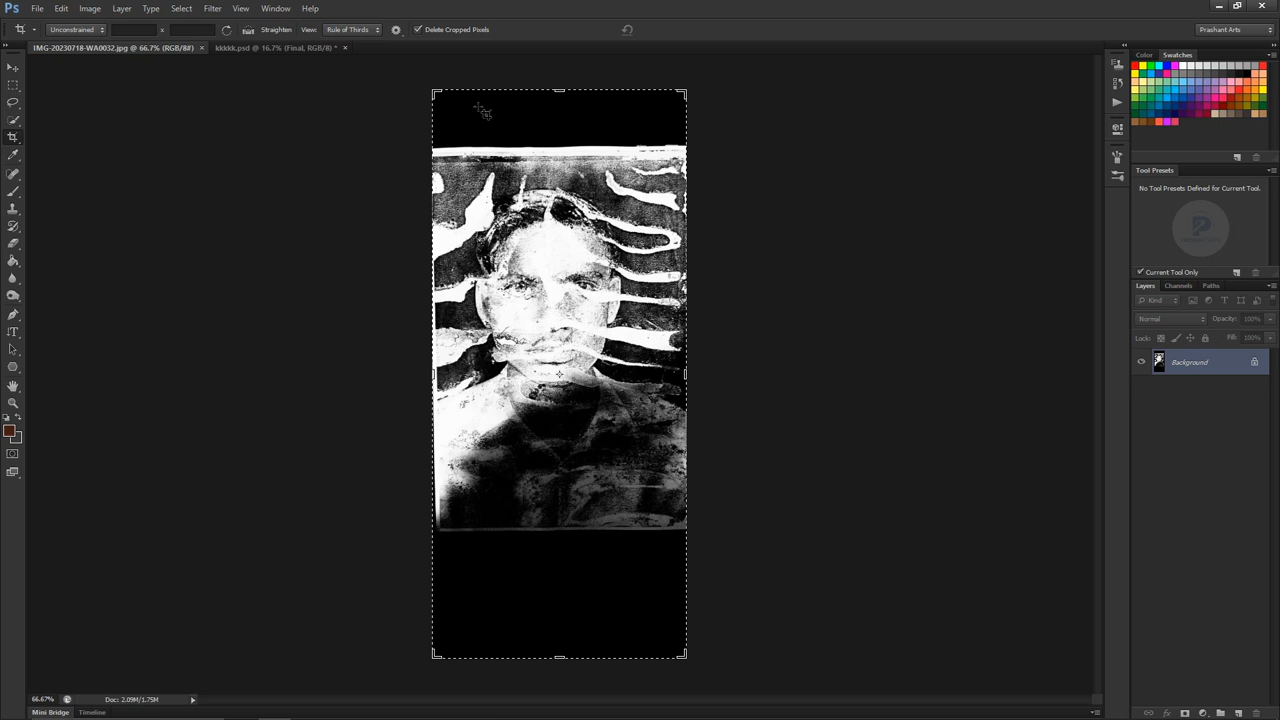 Ps File Edit Image Layer Type Select Filter View Window Help
Unconstrained x Straighten View: Rule of Thirds Delete Cropped Pixels Prashant Arts
IMG-20230718-WA0032.jpg @ 66.7% (RGB/8#) × kkkkk.psd @ 16.7% (Final, RGB/8) * ×
Color Swatches
Tool Presets
No Tool Presets Defined for Current Tool.
Current Tool Only
Layers Channels Paths
Kind
Normal Opacity: 100%
Lock: Fill: 100%
Background
66.67% Doc: 2.09M/1.75M
Mini Bridge Timeline